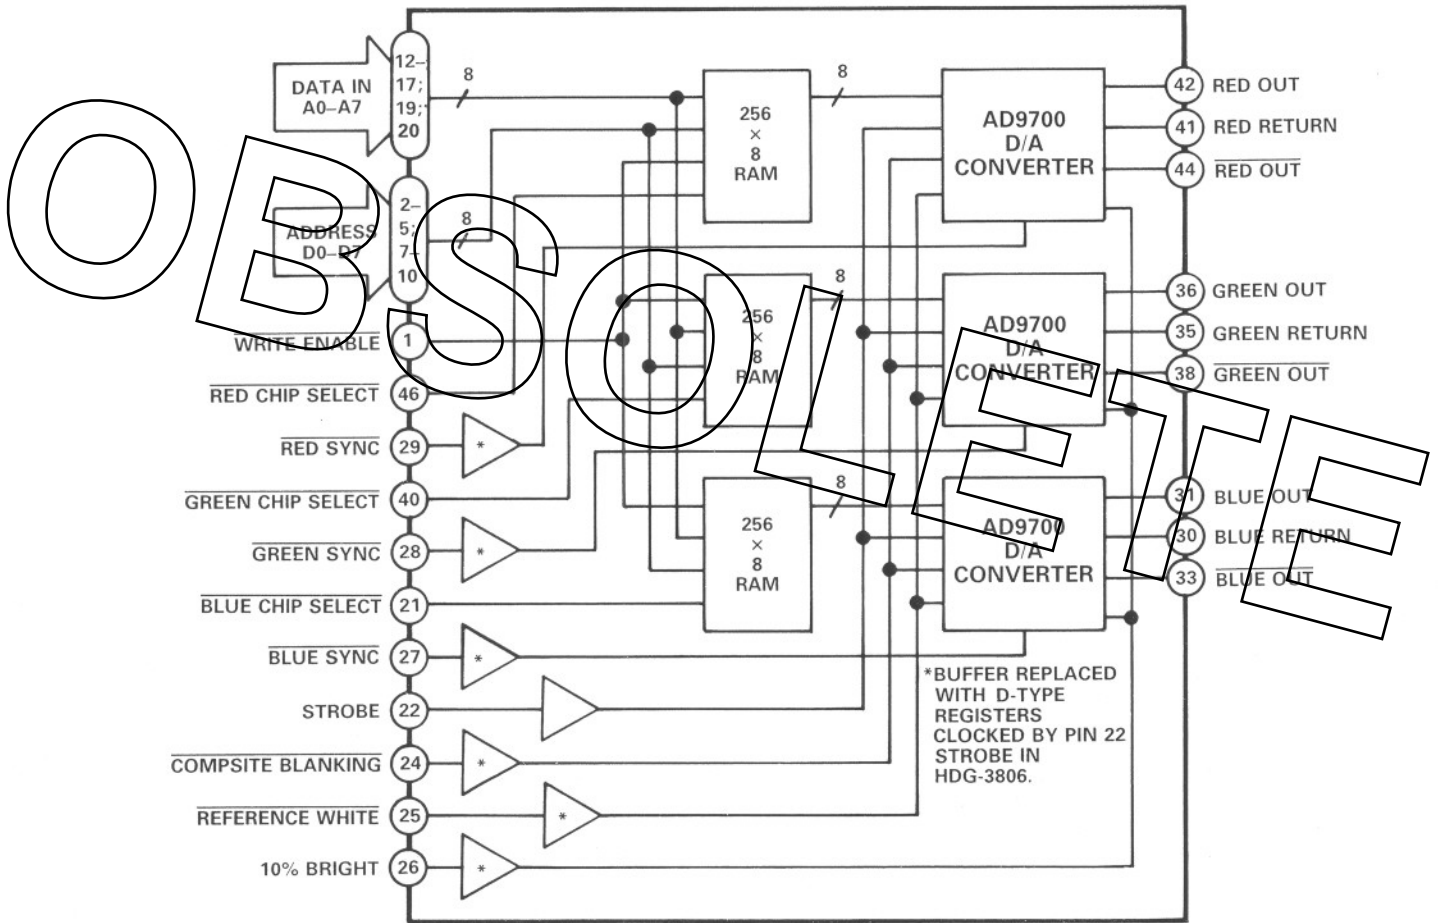 DATA IN
A0–A7
12–
17;
19;
20
8
ADDRESS
D0–D7
2–
5;
7–
10
8
WRITE ENABLE 1
RED CHIP SELECT 46
RED SYNC 29 *
GREEN CHIP SELECT 40
GREEN SYNC 28 *
BLUE CHIP SELECT 21
BLUE SYNC 27 *
STROBE 22
COMPSITE BLANKING 24 *
REFERENCE WHITE 25 *
10% BRIGHT 26 *
256
×
8
RAM
8
AD9700
D/A
CONVERTER
42 RED OUT
41 RED RETURN
44 RED OUT
256
×
8
RAM
8
AD9700
D/A
CONVERTER
36 GREEN OUT
35 GREEN RETURN
38 GREEN OUT
256
×
8
RAM
8
AD9700
D/A
CONVERTER
31 BLUE OUT
30 BLUE RETURN
33 BLUE OUT
*BUFFER REPLACED
WITH D-TYPE
REGISTERS
CLOCKED BY PIN 22
STROBE IN
HDG-3806.
OBSOLETE